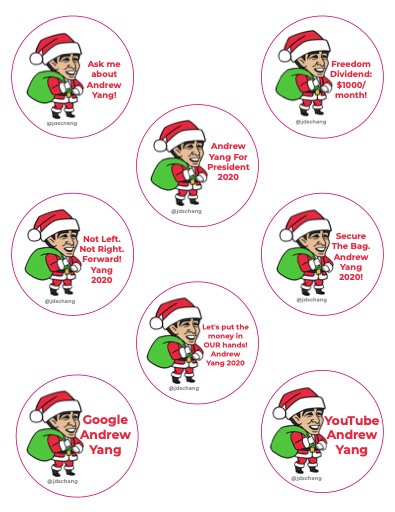 Ask me
about
Andrew
Yang!
@jdschang
Freedom
Dividend:
$1000/
month!
@jdschang
Andrew
Yang For
President
2020
@jdschang
Not Left.
Not Right.
Forward!
Yang
2020
@jdschang
Secure
The Bag.
Andrew
Yang
2020!
@jdschang
Let's put the
money in
OUR hands!
Andrew
Yang 2020
@jdschang
Google
Andrew
Yang
@jdschang
YouTube
Andrew
Yang
@jdschang